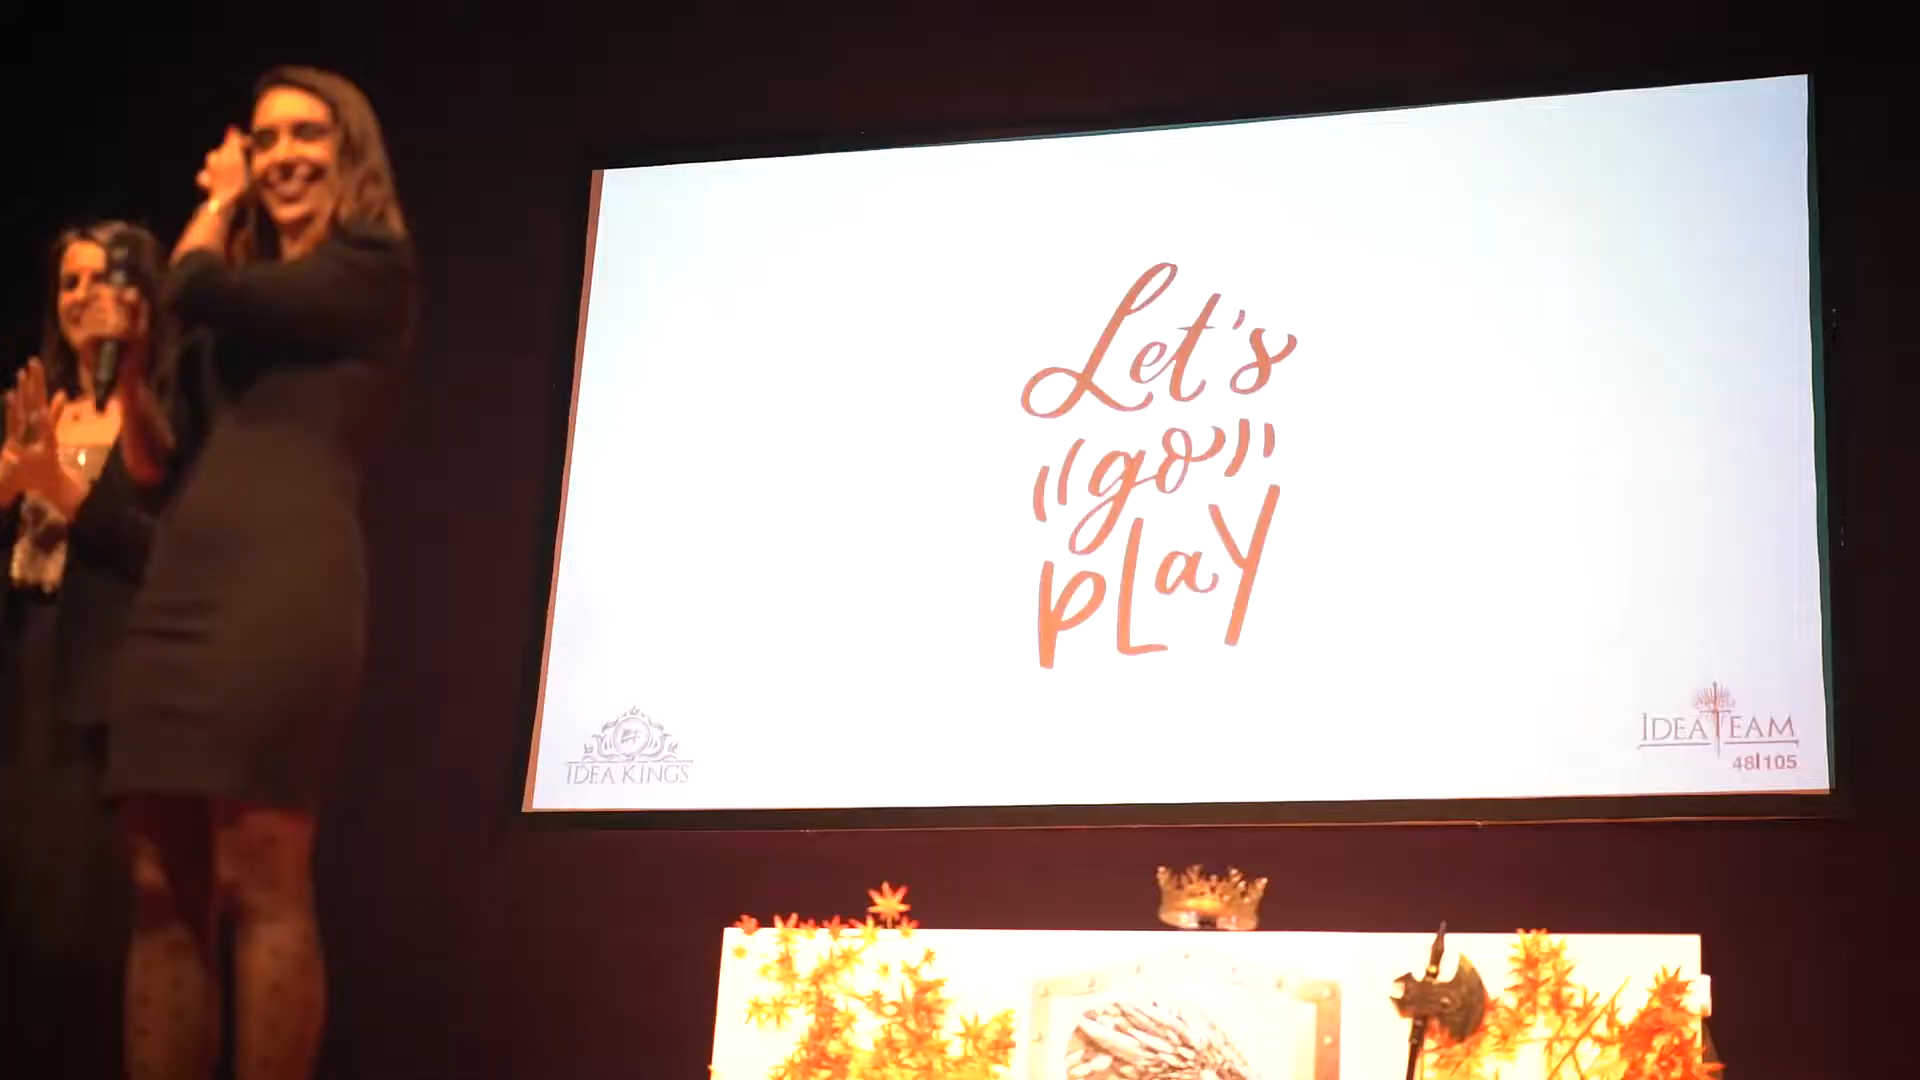 Let's
"go"
PLAY
IDEA KINGS
IDEA TEAM
48|105